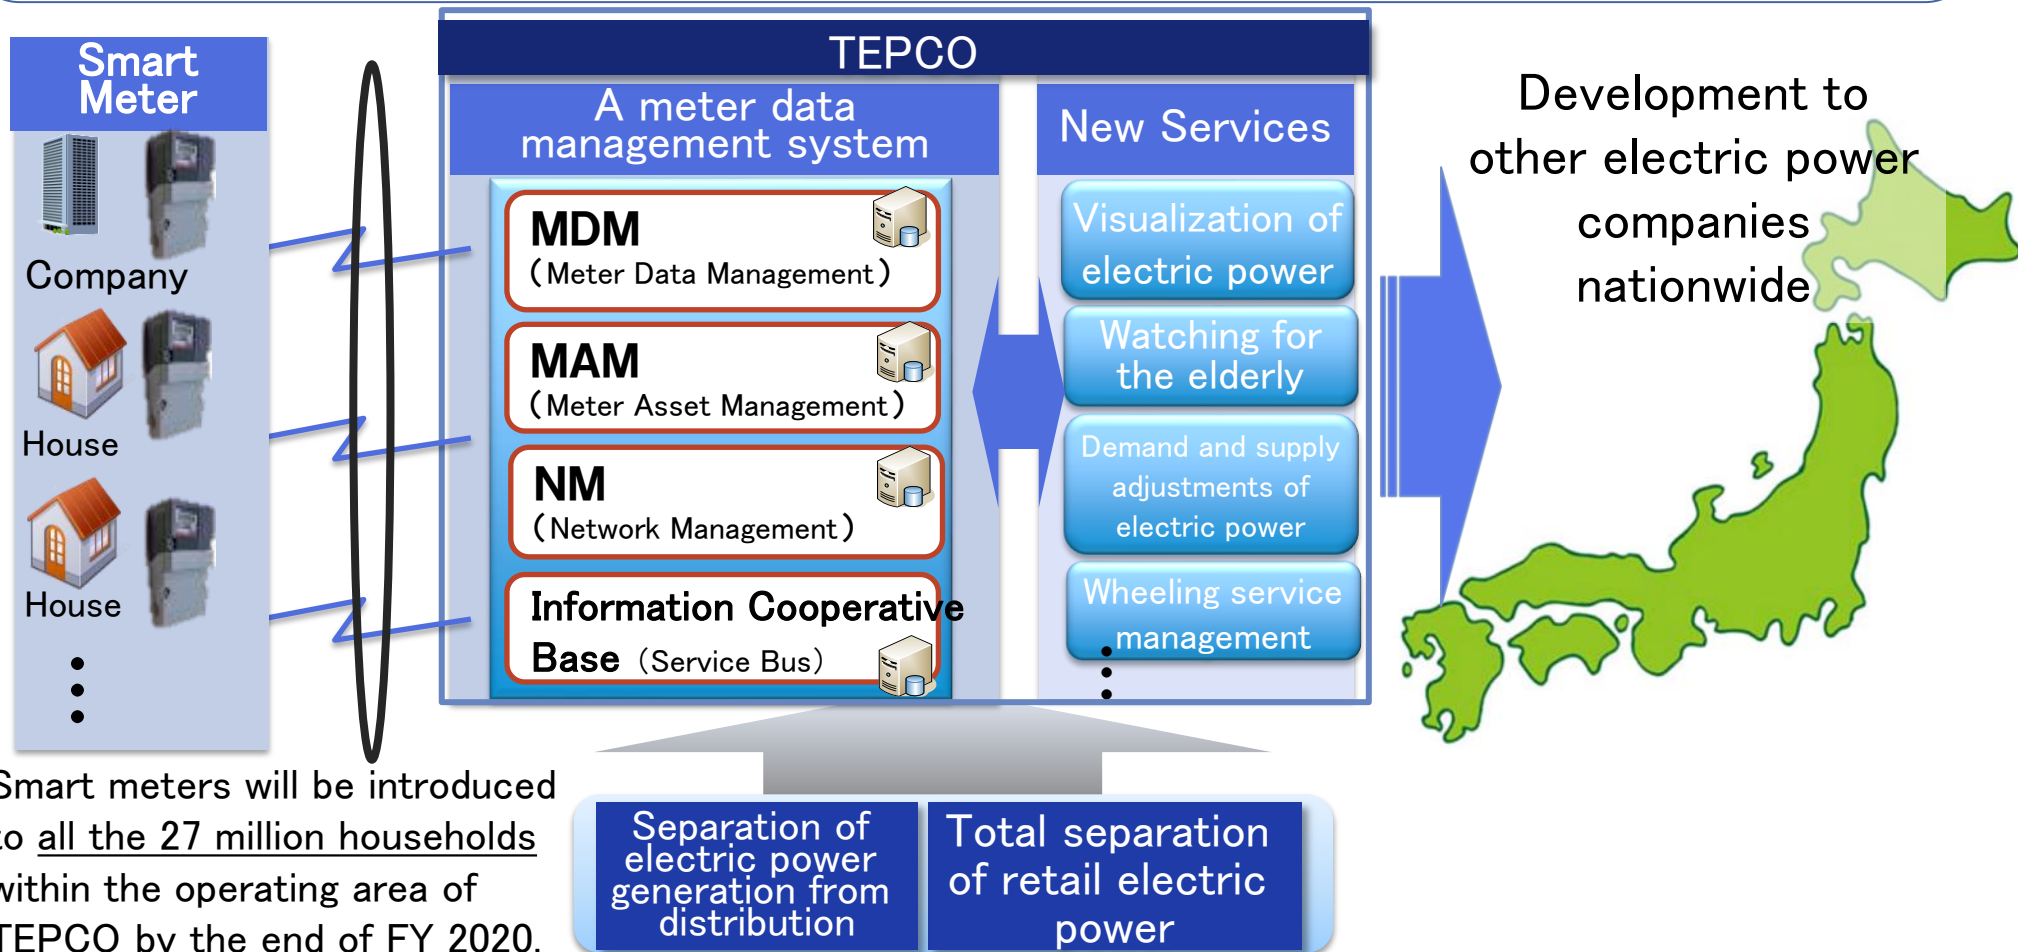 TEPCO
Smart
Meter
Company
House
House
A meter data
management system
MDM
(Meter Data Management)
MAM
(Meter Asset Management)
NM
(Network Management)
Information Cooperative
Base (Service Bus)
New Services
Visualization of
electric power
Watching for
the elderly
Demand and supply
adjustments of
electric power
Wheeling service
management
Development to
other electric power
companies
nationwide
Smart meters will be introduced
to all the 27 million households
within the operating area of
TEPCO by the end of FY 2020.
Separation of
electric power
generation from
distribution
Total separation
of retail electric
power